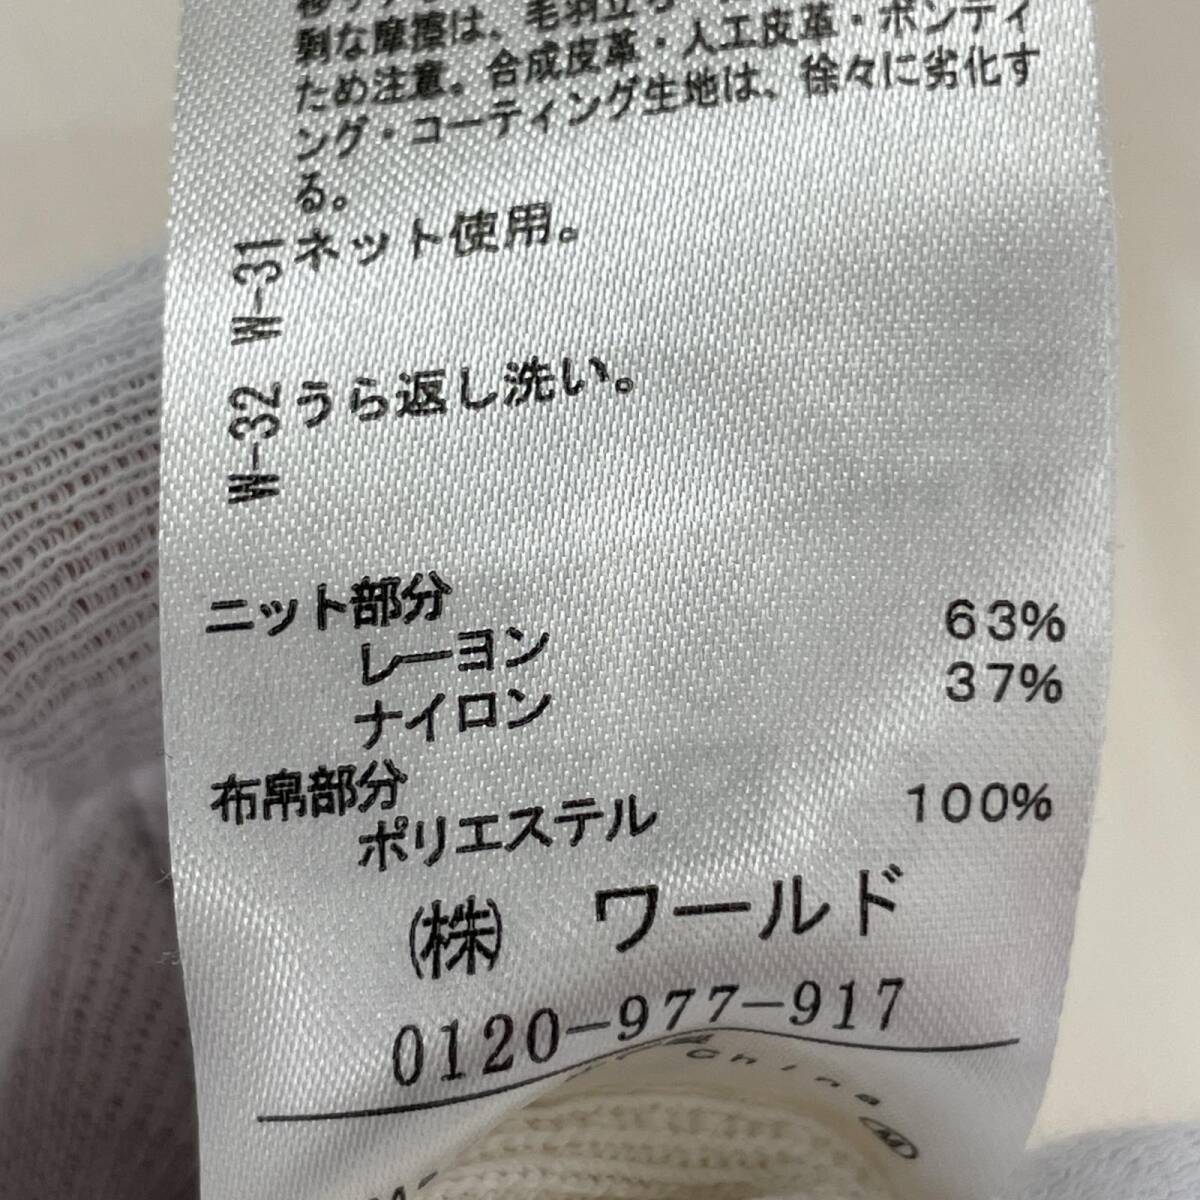 剰な摩擦は、毛羽立ち
ため注意。合成皮革・人工皮革・ボンディ
ング・コーティング生地は、徐々に劣化す
る。
W-31 ネット使用。
W-32 うら返し洗い。
ニット部分
レーヨン 63%
ナイロン 37%
布帛部分
ポリエステル 100%
(株) ワールド
0120-977-917
China (M)